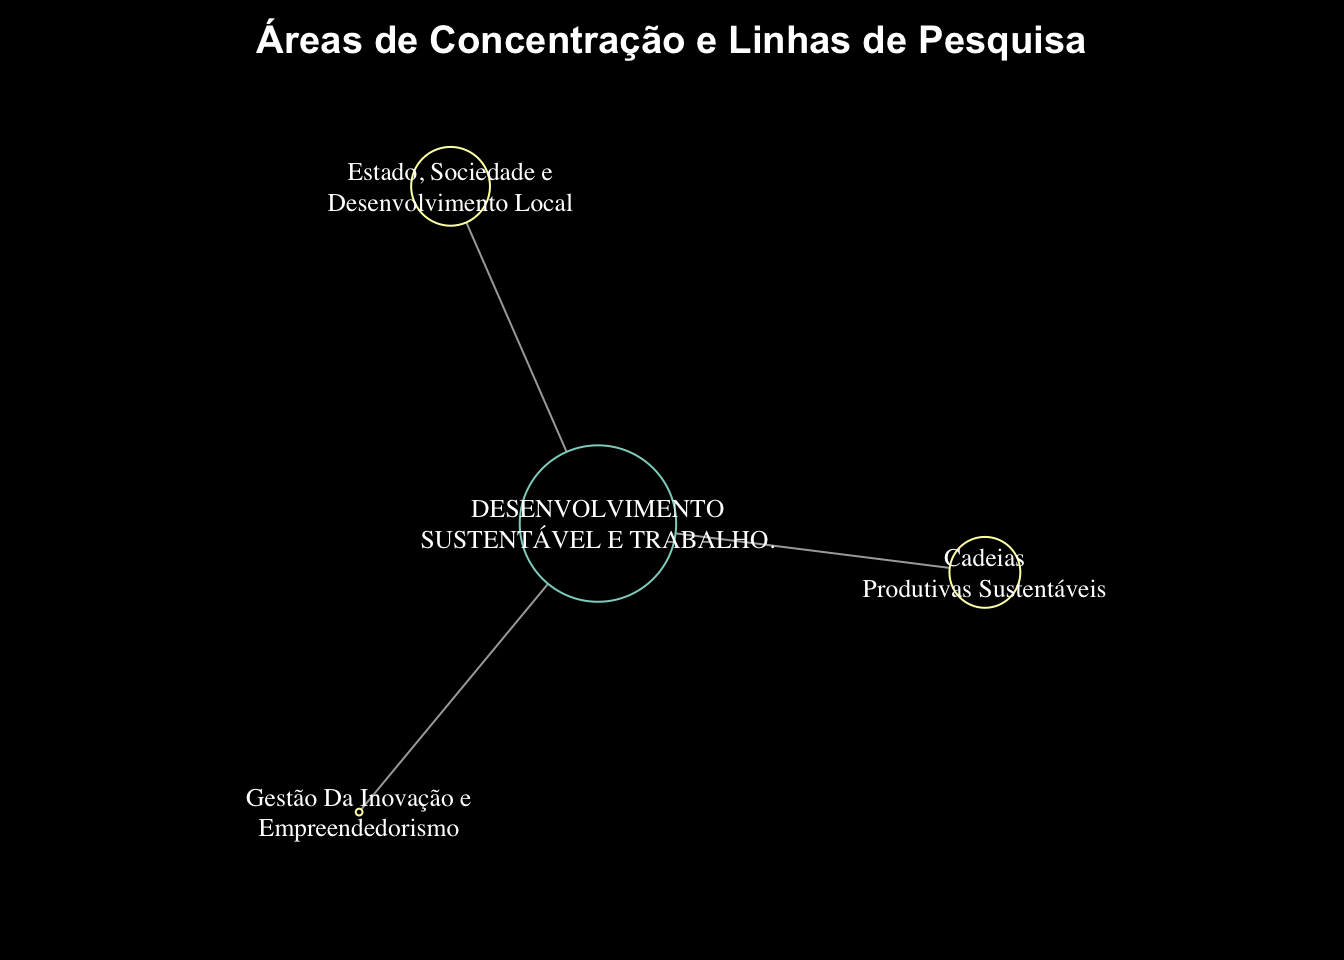 Áreas de Concentração e Linhas de Pesquisa
Estado, Sociedade e
Desenvolvimento Local
DESENVOLVIMENTO
SUSTENTÁVEL E TRABALHO.
Cadeias
Produtivas Sustentáveis
Gestão Da Inovação e
Empreendedorismo